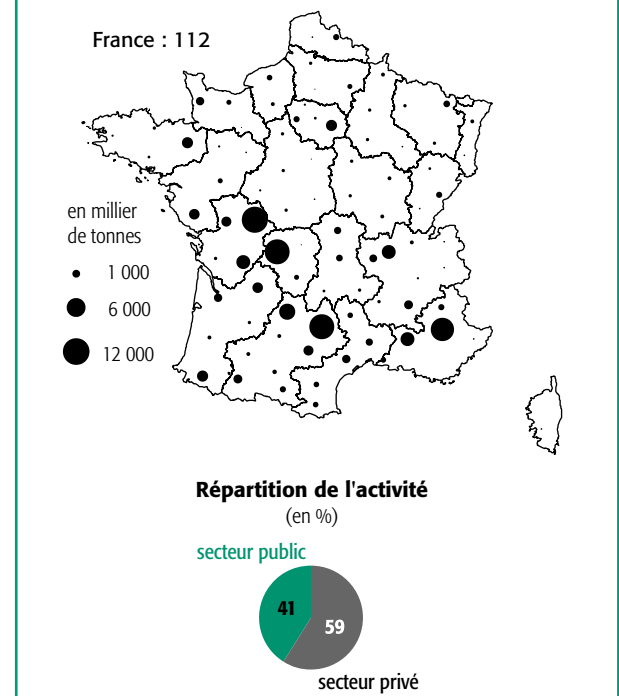 France : 112
en millier
de tonnes
1 000
6 000
12 000
Répartition de l'activité
(en %)
secteur public
41
59
secteur privé